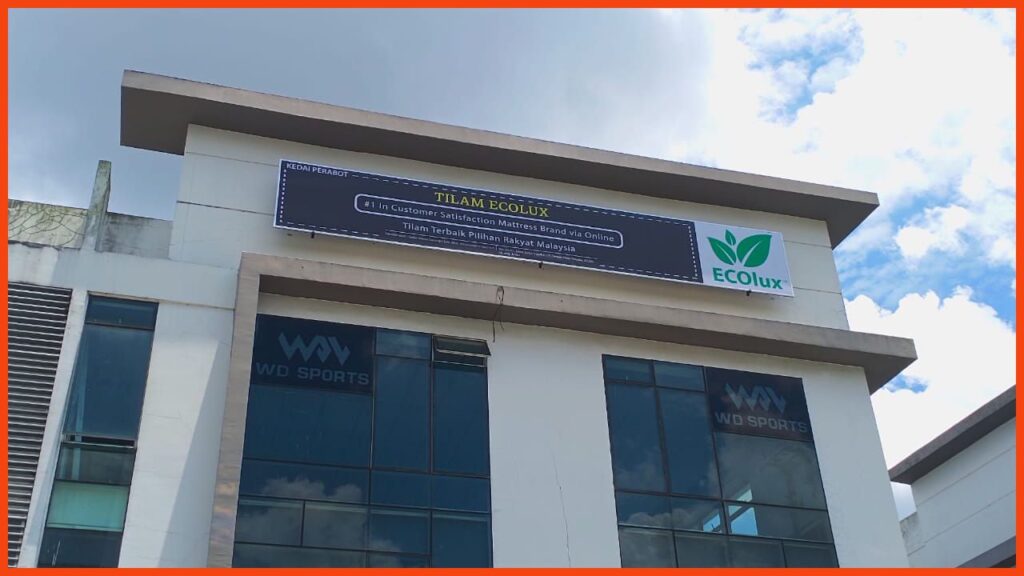 KEDAI PERABOT
TILAM ECOLUX
#1 in Customer Satisfaction Mattress Brand via Online
Tilam Terbaik Pilihan Rakyat Malaysia
ECOlux
WD SPORTS
WD SPORTS